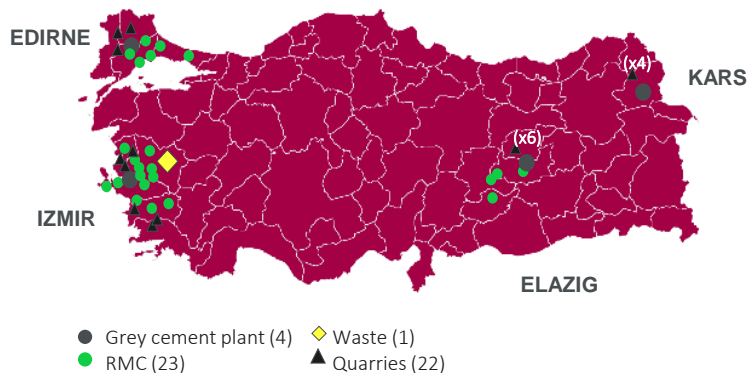 EDIRNE
(x4)
KARS
(x6)
IZMIR
ELAZIG
Grey cement plant (4)
Waste (1)
RMC (23)
Quarries (22)